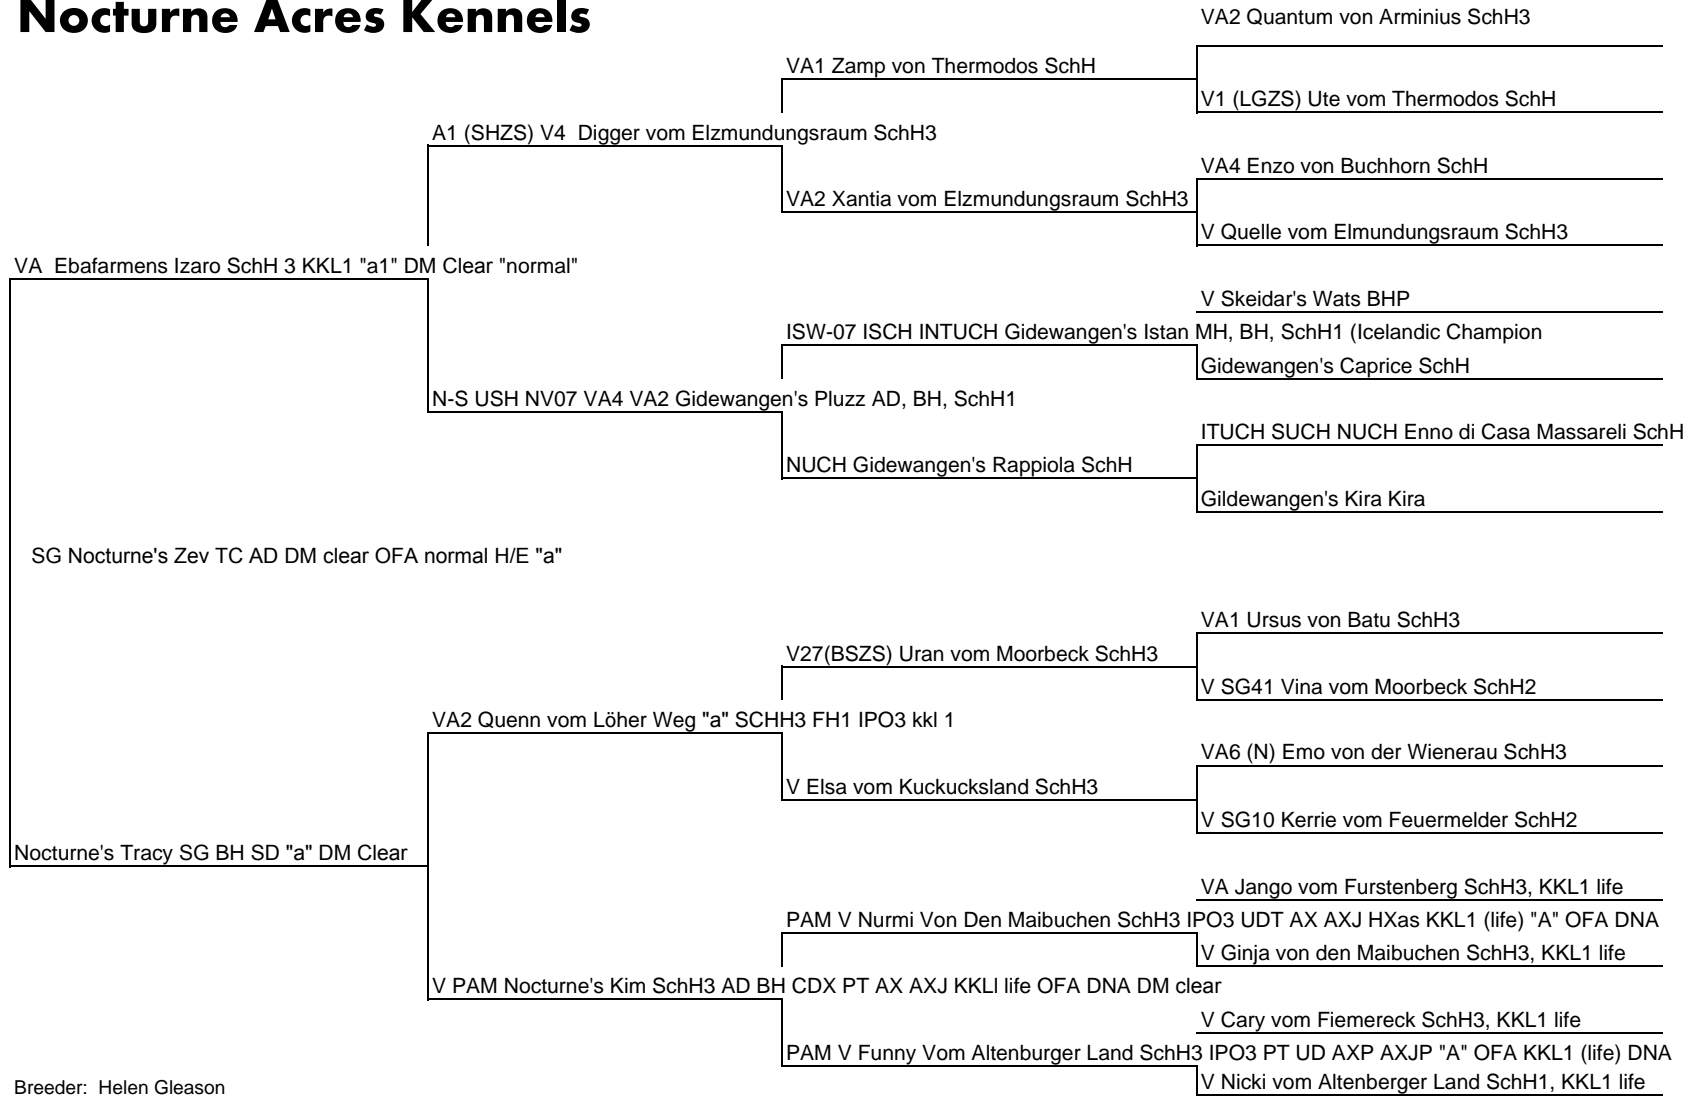 Nocturne Acres Kennels
VA2 Quantum von Arminius SchH3
VA1 Zamp von Thermodos SchH
V1 (LGZS) Ute vom Thermodos SchH
A1 (SHZS) V4  Digger vom Elzmundungsraum SchH3
VA4 Enzo von Buchhorn SchH
VA2 Xantia vom Elzmundungsraum SchH3
V Quelle vom Elmundungsraum SchH3
VA  Ebafarmens Izaro SchH 3 KKL1 "a1" DM Clear "normal"
V Skeidar's Wats BHP
ISW-07 ISCH INTUCH Gidewangen's Istan MH, BH, SchH1 (Icelandic Champion
Gidewangen's Caprice SchH
N-S USH NV07 VA4 VA2 Gidewangen's Pluzz AD, BH, SchH1
ITUCH SUCH NUCH Enno di Casa Massareli SchH
NUCH Gidewangen's Rappiola SchH
Gildewangen's Kira Kira
SG Nocturne's Zev TC AD DM clear OFA normal H/E "a"
VA1 Ursus von Batu SchH3
V27(BSZS) Uran vom Moorbeck SchH3
V SG41 Vina vom Moorbeck SchH2
VA2 Quenn vom Löher Weg "a" SCHH3 FH1 IPO3 kkl 1
VA6 (N) Emo von der Wienerau SchH3
V Elsa vom Kuckucksland SchH3
V SG10 Kerrie vom Feuermelder SchH2
Nocturne's Tracy SG BH SD "a" DM Clear
VA Jango vom Furstenberg SchH3, KKL1 life
PAM V Nurmi Von Den Maibuchen SchH3 IPO3 UDT AX AXJ HXas KKL1 (life) "A" OFA DNA
V Ginja von den Maibuchen SchH3, KKL1 life
V PAM Nocturne's Kim SchH3 AD BH CDX PT AX AXJ KKLl life OFA DNA DM clear
V Cary vom Fiemereck SchH3, KKL1 life
PAM V Funny Vom Altenburger Land SchH3 IPO3 PT UD AXP AXJP "A" OFA KKL1 (life) DNA
V Nicki vom Altenberger Land SchH1, KKL1 life
Breeder:  Helen Gleason